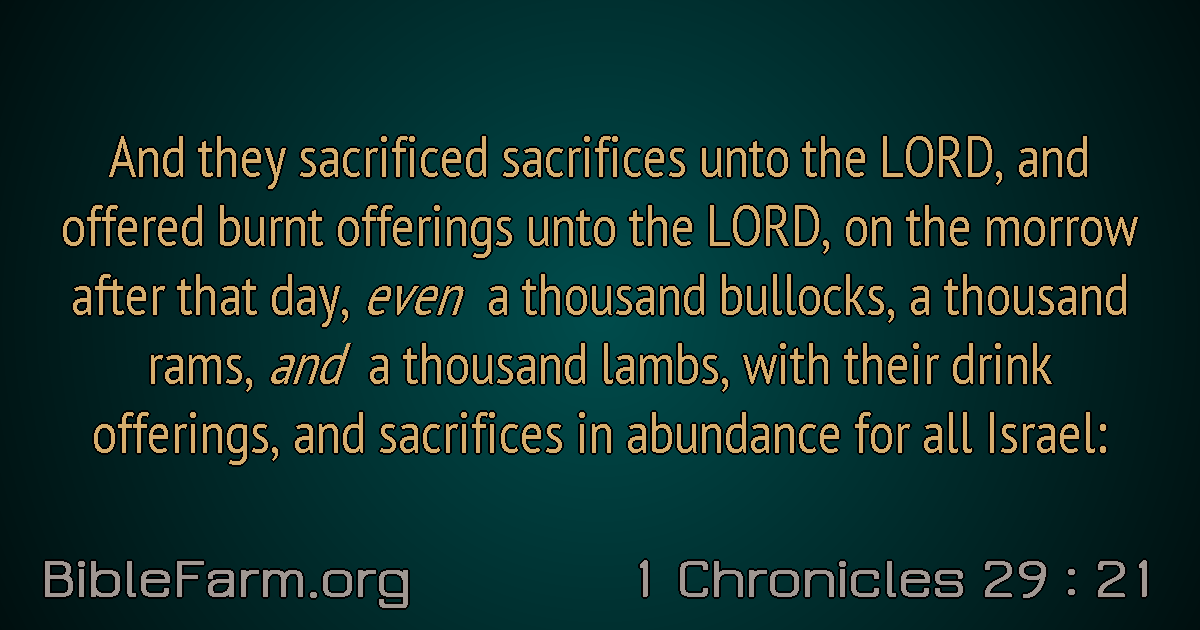 And they sacrificed sacrifices unto the LORD, and
offered burnt offerings unto the LORD, on the morrow
after that day, even a thousand bullocks, a thousand
rams, and a thousand lambs, with their drink
offerings, and sacrifices in abundance for all Israel:
BibleFarm.org
1 Chronicles 29 : 21